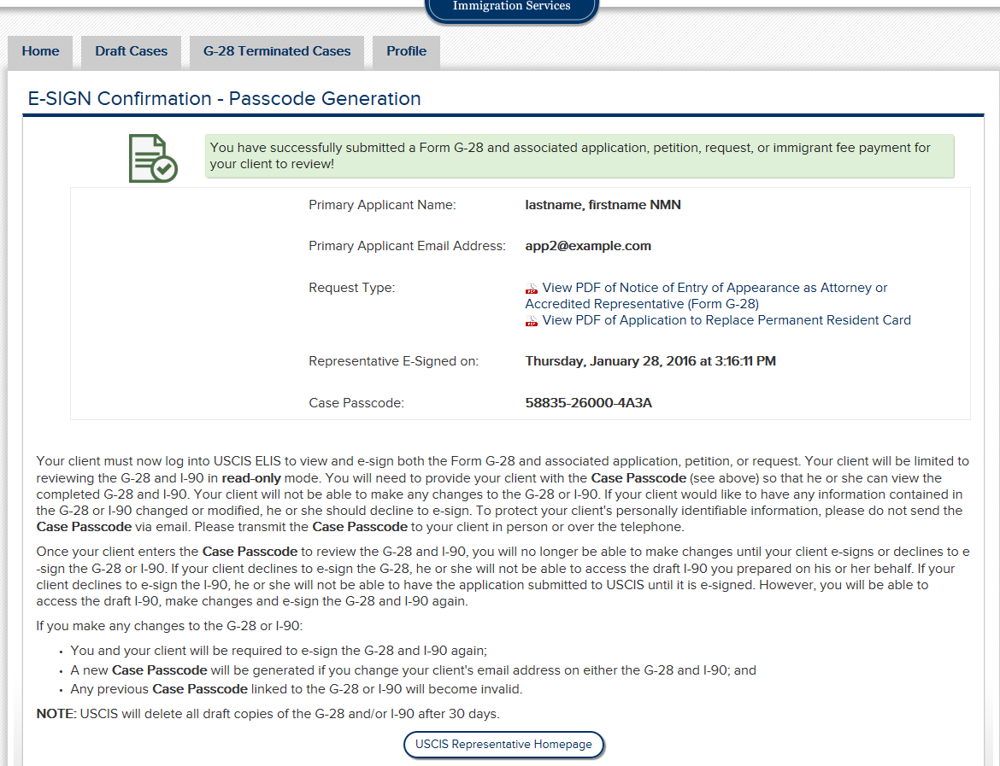 Immigration Services
Home
Draft Cases
G-28 Terminated Cases
Profile
E-SIGN Confirmation - Passcode Generation
You have successfully submitted a Form G-28 and associated application, petition, request, or immigrant fee payment for
your client to review!
Primary Applicant Name: lastname, firstname NMN
Primary Applicant Email Address: app2@example.com
Request Type: View PDF of Notice of Entry of Appearance as Attorney or
Accredited Representative (Form G-28)
View PDF of Application to Replace Permanent Resident Card
Representative E-Signed on: Thursday, January 28, 2016 at 3:16:11 PM
Case Passcode: 58835-26000-4A3A
Your client must now log into USCIS ELIS to view and e-sign both the Form G-28 and associated application, petition, or request. Your client will be limited to
reviewing the G-28 and I-90 in read-only mode. You will need to provide your client with the Case Passcode (see above) so that he or she can view the
completed G-28 and I-90. Your client will not be able to make any changes to the G-28 or I-90. If your client would like to have any information contained in
the G-28 or I-90 changed or modified, he or she should decline to e-sign. To protect your client's personally identifiable information, please do not send the
Case Passcode via email. Please transmit the Case Passcode to your client in person or over the telephone.
Once your client enters the Case Passcode to review the G-28 and I-90, you will no longer be able to make changes until your client e-signs or declines to e
-sign the G-28 or I-90. If your client declines to e-sign the G-28, he or she will not be able to access the draft I-90 you prepared on his or her behalf. If your
client declines to e-sign the I-90, he or she will not be able to have the application submitted to USCIS until it is e-signed. However, you will be able to
access the draft I-90, make changes and e-sign the G-28 and I-90 again.
If you make any changes to the G-28 or I-90:
• You and your client will be required to e-sign the G-28 and I-90 again;
• A new Case Passcode will be generated if you change your client's email address on either the G-28 and I-90; and
• Any previous Case Passcode linked to the G-28 or I-90 will become invalid.
NOTE: USCIS will delete all draft copies of the G-28 and/or I-90 after 30 days.
USCIS Representative Homepage